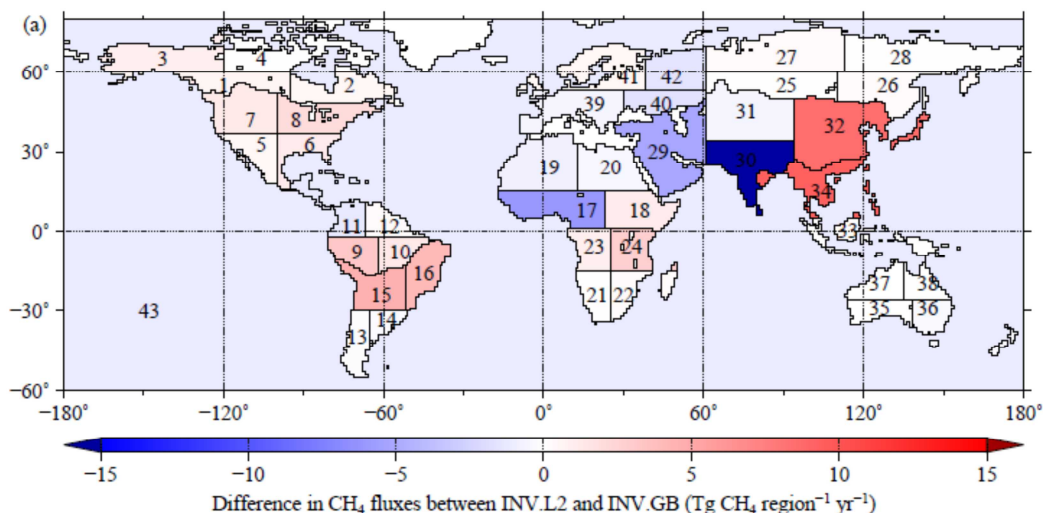 (a)
3 4 27 28
60° 41 42
1 2 25 26
39 40
7 8 31 32
5 6
30° 29 30
19 20 34
17 18
11 12 33
0°
9 10 23 24
16
15 21 22 37 38
43 35 36
−30°
13 14
−60°
−180° −120° −60° 0° 60° 120° 180°
−15 −10 −5 0 5 10 15
Difference in CH₄ fluxes between INV.L2 and INV.GB (Tg CH₄ region⁻¹ yr⁻¹)